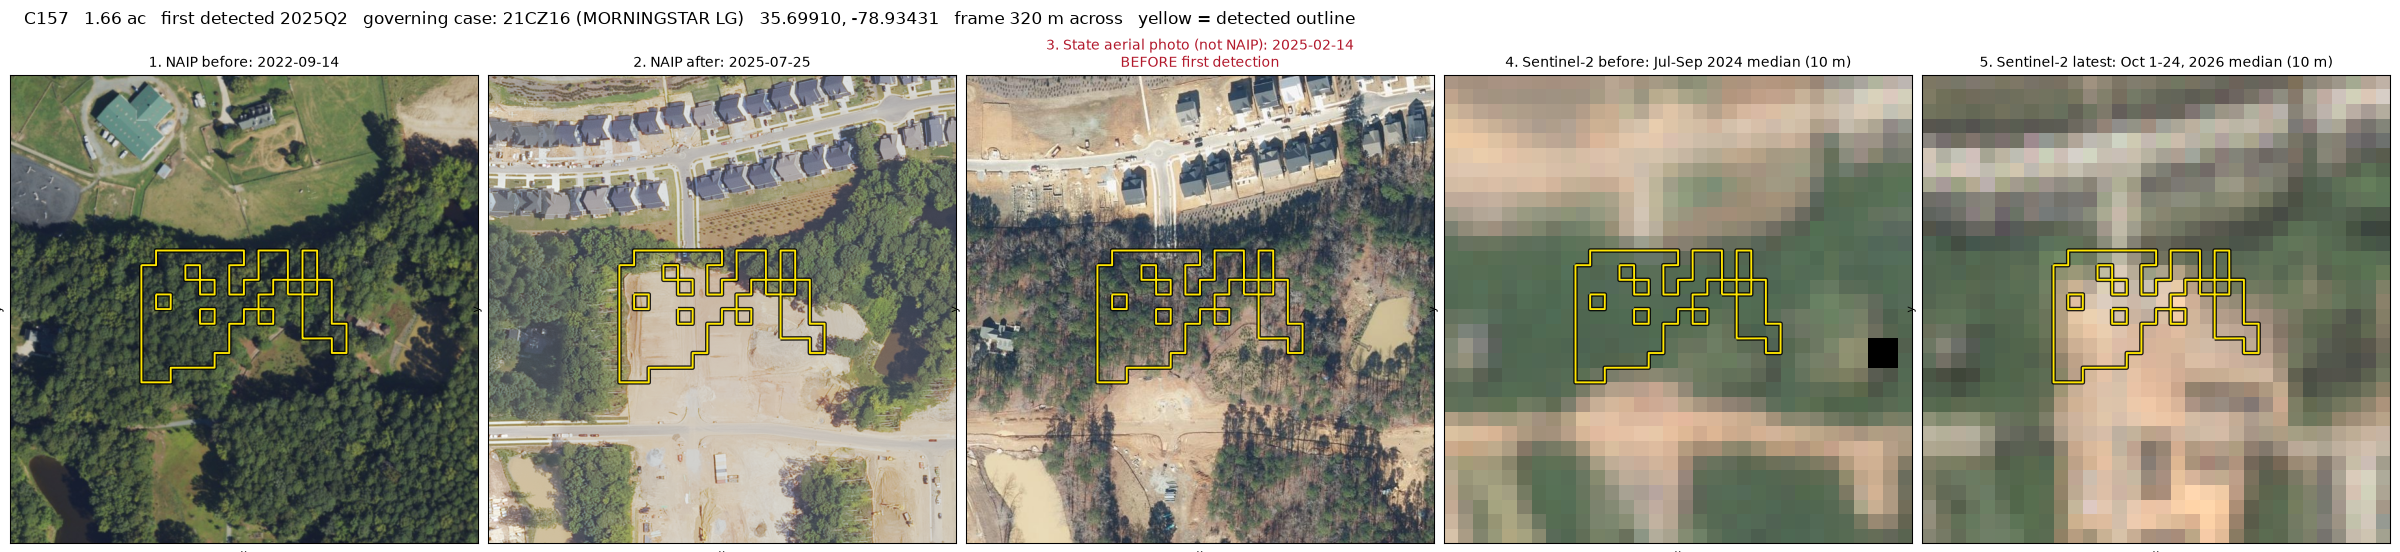 C157 1.66 ac first detected 2025Q2 governing case: 21CZ16 (MORNINGSTAR LG) 35.69910, -78.93431 frame 320 m across yellow = detected outline
1. NAIP before: 2022-09-14
2. NAIP after: 2025-07-25
3. State aerial photo (not NAIP): 2025-02-14
BEFORE first detection
4. Sentinel-2 before: Jul-Sep 2024 median (10 m)
5. Sentinel-2 latest: Oct 1-24, 2026 median (10 m)